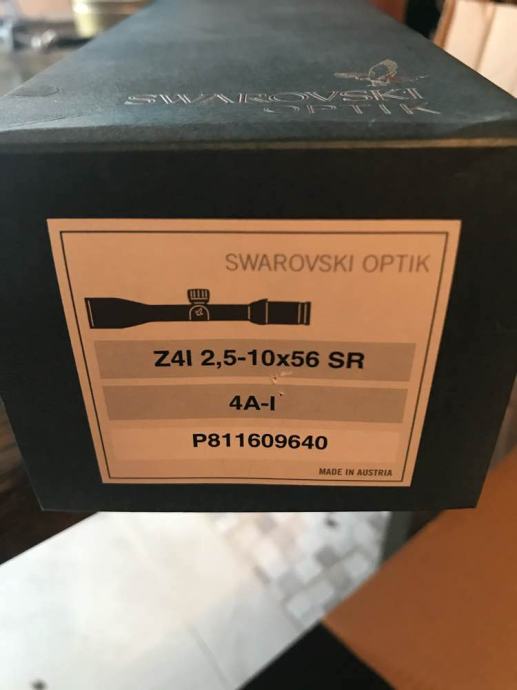 SWAROVSKI
OPTIK
SWAROVSKI OPTIK
Z4I 2,5-10x56 SR
4A-I
P811609640
MADE IN AUSTRIA